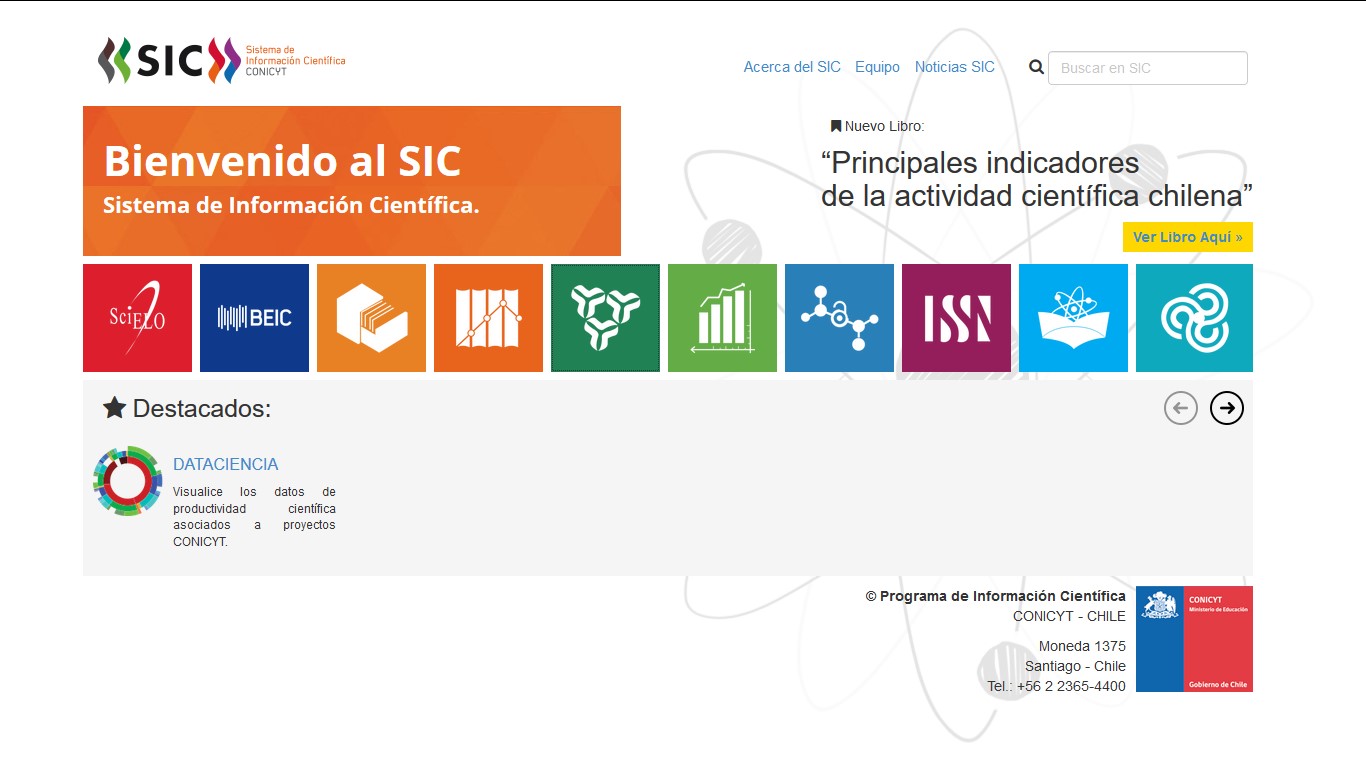 SIC
Sistema de
Información Científica
CONICYT
Acerca del SIC
Equipo
Noticias SIC
Buscar en SIC
Bienvenido al SIC
Sistema de Información Científica.
Nuevo Libro:
“Principales indicadores
de la actividad científica chilena”
Ver Libro Aquí »
SciELO
BEIC
ISSN
Destacados:
DATACIENCIA
Visualice los datos de
productividad científica
asociados a proyectos
CONICYT.
© Programa de Información Científica
CONICYT - CHILE
Moneda 1375
Santiago - Chile
Tel.: +56 2 2365-4400
CONICYT
Ministerio de Educación
Gobierno de Chile